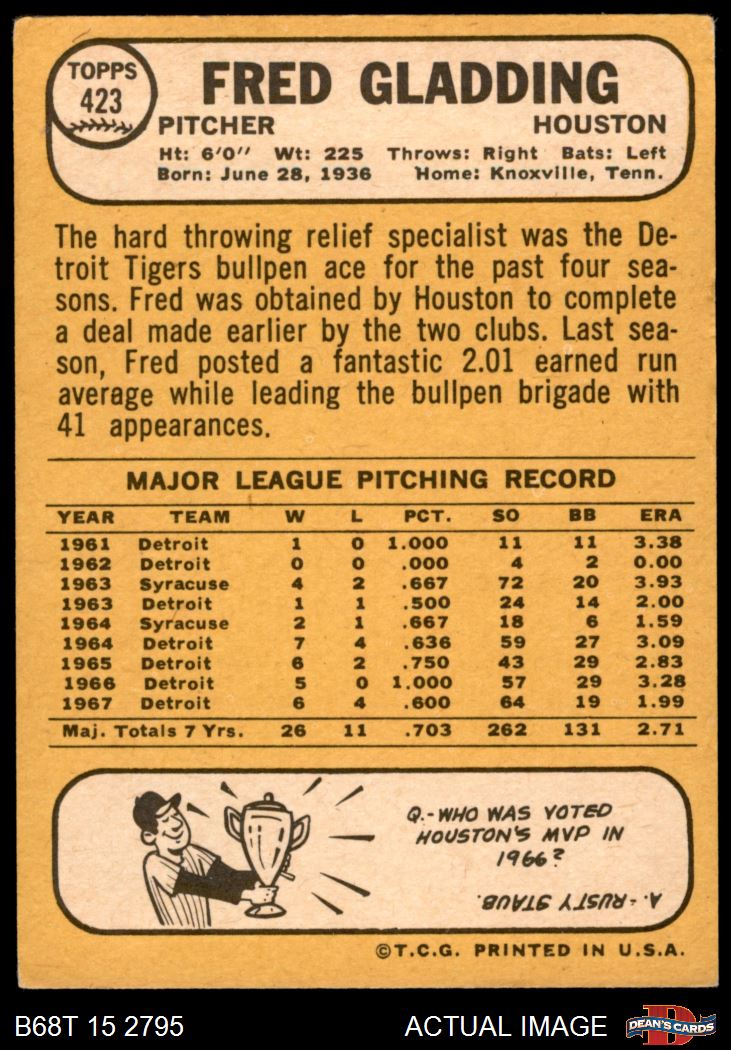 TOPPS
423
FRED GLADDING
PITCHER HOUSTON
Ht: 6'0" Wt: 225 Throws: Right Bats: Left
Born: June 28, 1936 Home: Knoxville, Tenn.
The hard throwing relief specialist was the De-
troit Tigers bullpen ace for the past four sea-
sons. Fred was obtained by Houston to complete
a deal made earlier by the two clubs. Last sea-
son, Fred posted a fantastic 2.01 earned run
average while leading the bullpen brigade with
41 appearances.
MAJOR LEAGUE PITCHING RECORD
YEAR TEAM W L PCT. SO BB ERA
1961 Detroit 1 0 1.000 11 11 3.38
1962 Detroit 0 0 .000 4 2 0.00
1963 Syracuse 4 2 .667 72 20 3.93
1963 Detroit 1 1 .500 24 14 2.00
1964 Syracuse 2 1 .667 18 6 1.59
1964 Detroit 7 4 .636 59 27 3.09
1965 Detroit 6 2 .750 43 29 2.83
1966 Detroit 5 0 1.000 57 29 3.28
1967 Detroit 6 4 .600 64 19 1.99
Maj. Totals 7 Yrs. 26 11 .703 262 131 2.71
Q.-WHO WAS VOTED
HOUSTON'S MVP IN
1966?
A.-RUSTY STAUB.
©T.C.G. PRINTED IN U.S.A.
B68T 15 2795 ACTUAL IMAGE
D
DEAN'S CARDS